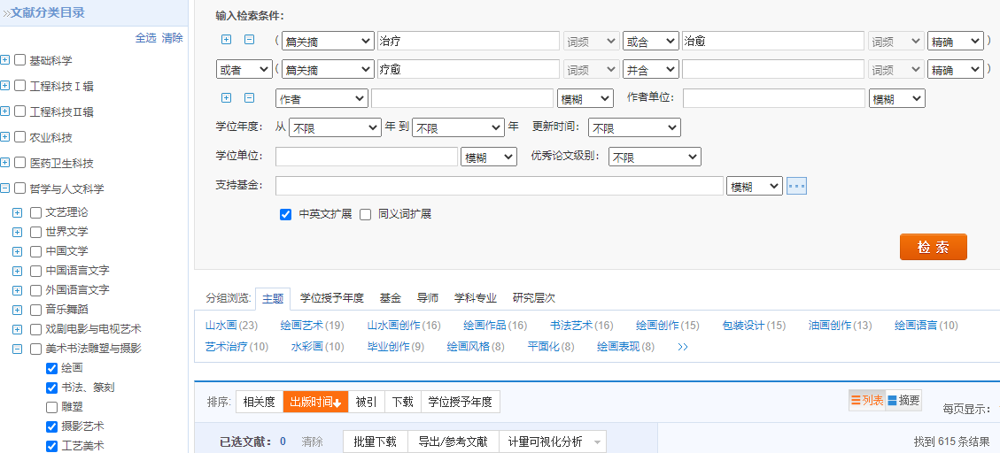 文献分类目录
全选 清除
基础科学
工程科技Ⅰ辑
工程科技Ⅱ辑
农业科技
医药卫生科技
哲学与人文科学
文艺理论
世界文学
中国文学
中国语言文字
外国语言文字
音乐舞蹈
戏剧电影与电视艺术
美术书法雕塑与摄影
绘画
书法、篆刻
雕塑
摄影艺术
工艺美术
输入检索条件：
( 篇关摘 治疗 词频 或含 治愈 词频 精确 )
或者 ( 篇关摘 疗愈 词频 并含 词频 精确 )
作者 模糊 作者单位： 模糊
学位年度： 从 不限 年 到 不限 年 更新时间： 不限
学位单位： 模糊 优秀论文级别： 不限
支持基金： 模糊
中英文扩展 同义词扩展
检 索
分组浏览: 主题 学位授予年度 基金 导师 学科专业 研究层次
山水画(23) 绘画艺术(19) 山水画创作(16) 绘画作品(16) 书法艺术(16) 绘画创作(15) 包装设计(15) 油画创作(13) 绘画语言(10)
艺术治疗(10) 水彩画(10) 毕业创作(9) 绘画风格(8) 平面化(8) 绘画表现(8) >>
排序: 相关度 出版时间 被引 下载 学位授予年度 列表 摘要 每页显示：
已选文献： 0 清除 批量下载 导出/参考文献 计量可视化分析 找到 615 条结果